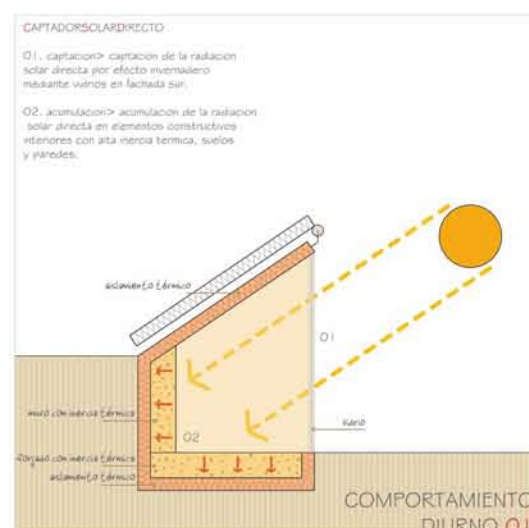 CAPTADORSOLARDIRECTO
01. captacion> captacion de la radiacion
solar directa por efecto invernadero
mediante vidrios en fachada sur.
02. acumulacion> acumulacion de la radiacion
solar directa en elementos constructivos
interiores con alta inercia termica, suelos
y paredes.
aislamiento térmico
01
muro con inercia térmica
02
vidrio
forjado con inercia térmica
aislamiento térmico
COMPORTAMIENTO
DIURNO 01